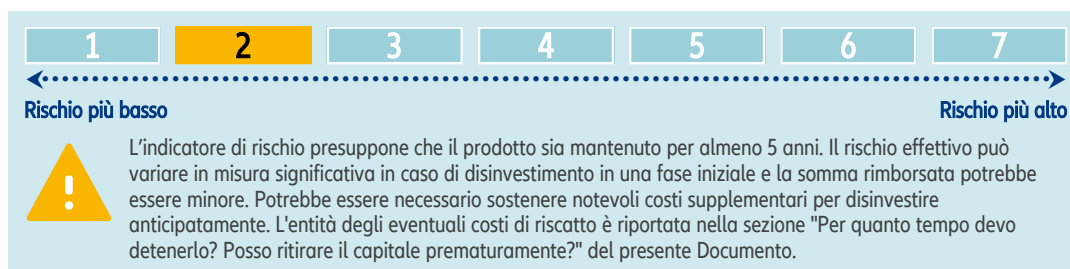 1 2 3 4 5 6 7
Rischio più basso Rischio più alto
L'indicatore di rischio presuppone che il prodotto sia mantenuto per almeno 5 anni. Il rischio effettivo può
variare in misura significativa in caso di disinvestimento in una fase iniziale e la somma rimborsata potrebbe
essere minore. Potrebbe essere necessario sostenere notevoli costi supplementari per disinvestire
anticipatamente. L'entità degli eventuali costi di riscatto è riportata nella sezione "Per quanto tempo devo
detenerlo? Posso ritirare il capitale prematuramente?" del presente Documento.